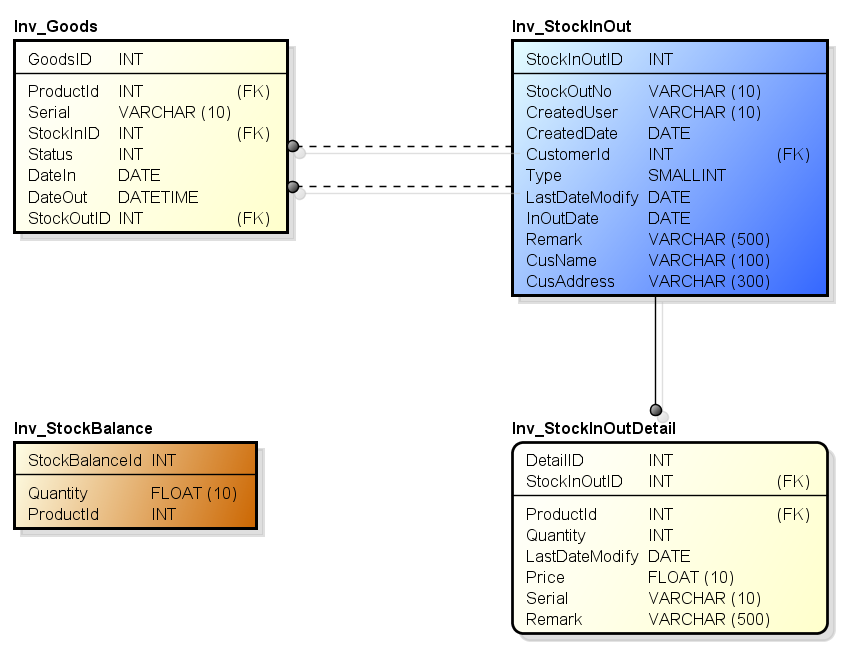 Inv_Goods
GoodsID INT
ProductId INT (FK)
Serial VARCHAR (10)
StockInID INT (FK)
Status INT
DateIn DATE
DateOut DATETIME
StockOutID INT (FK)
Inv_StockInOut
StockInOutID INT
StockOutNo VARCHAR (10)
CreatedUser VARCHAR (10)
CreatedDate DATE
CustomerId INT (FK)
Type SMALLINT
LastDateModify DATE
InOutDate DATE
Remark VARCHAR (500)
CusName VARCHAR (100)
CusAddress VARCHAR (300)
Inv_StockBalance
StockBalanceId INT
Quantity FLOAT (10)
ProductId INT
Inv_StockInOutDetail
DetailID INT
StockInOutID INT (FK)
ProductId INT (FK)
Quantity INT
LastDateModify DATE
Price FLOAT (10)
Serial VARCHAR (10)
Remark VARCHAR (500)